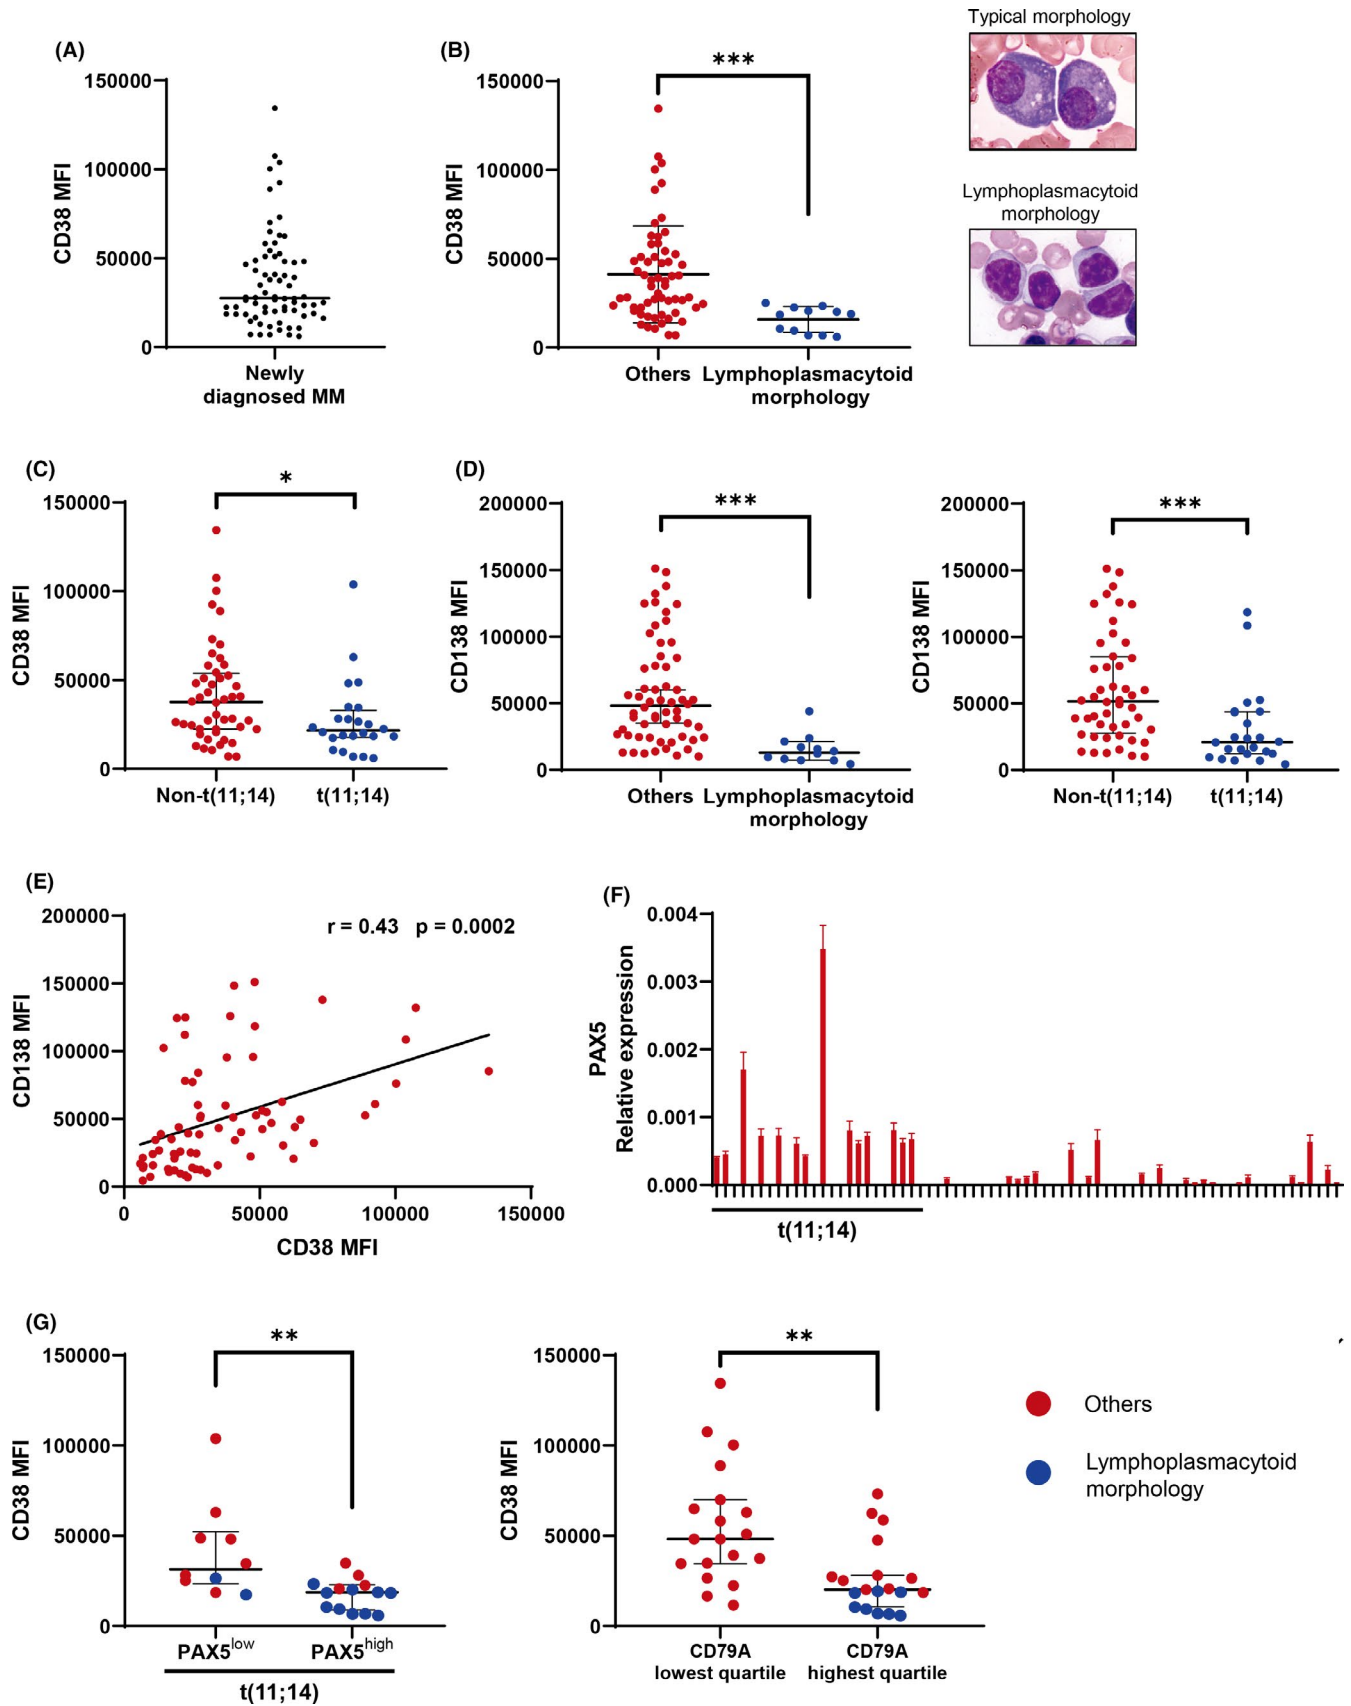 Typical morphology
(A)
(B)
***
150000
100000
50000
0
CD38 MFI
Newly
diagnosed MM
150000
100000
50000
0
CD38 MFI
Others
Lymphoplasmacytoid
morphology
Lymphoplasmacytoid
morphology
(C)
*
150000
100000
50000
0
CD38 MFI
Non-t(11;14)
t(11;14)
(D)
***
200000
150000
100000
50000
0
CD138 MFI
Others
Lymphoplasmacytoid
morphology
***
200000
150000
100000
50000
0
CD138 MFI
Non-t(11;14)
t(11;14)
(E)
r = 0.43 p = 0.0002
200000
150000
100000
50000
0
CD138 MFI
0
50000
100000
150000
CD38 MFI
(F)
0.004
0.003
0.002
0.001
0.000
PAX5
Relative expression
t(11;14)
(G)
**
150000
100000
50000
0
CD38 MFI
PAX5low
PAX5high
t(11;14)
**
150000
100000
50000
0
CD38 MFI
CD79A
lowest quartile
CD79A
highest quartile
Others
Lymphoplasmacytoid
morphology